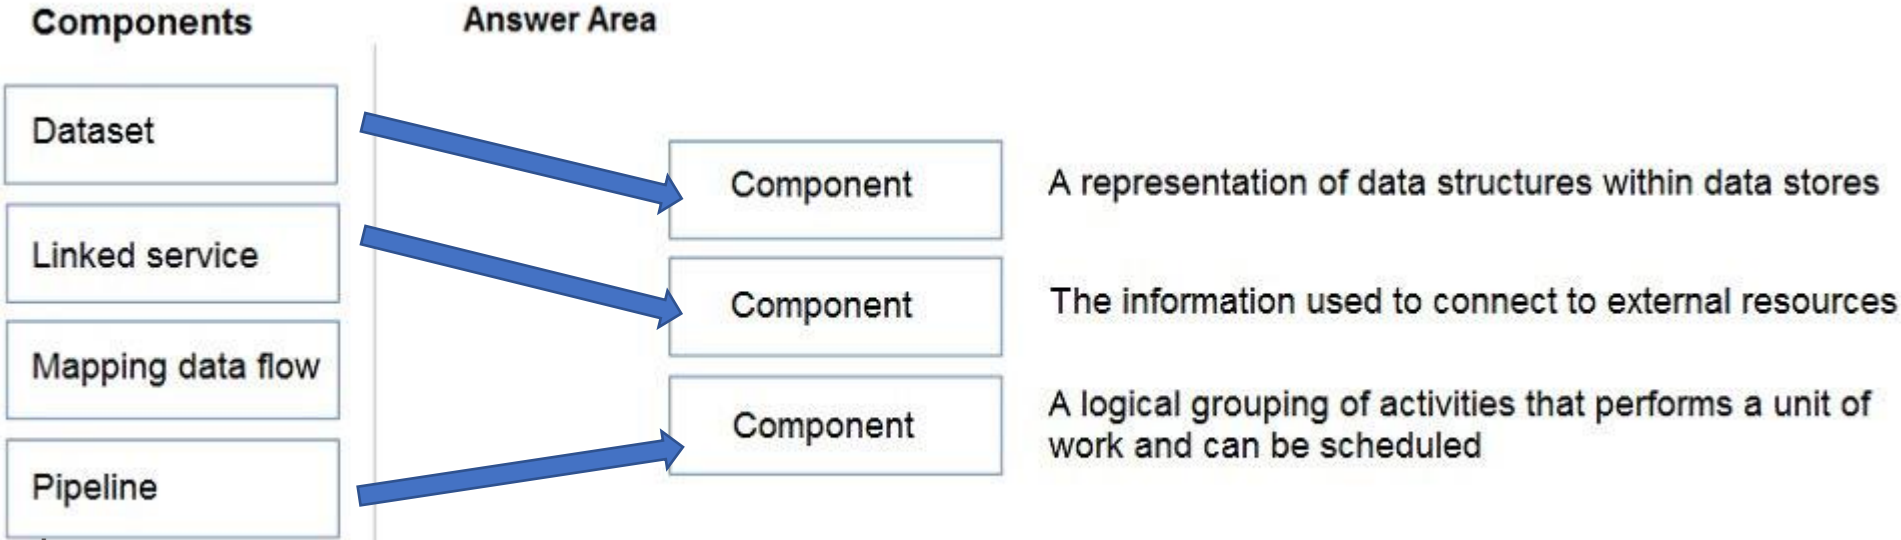 Components
Answer Area
Dataset
Linked service
Mapping data flow
Pipeline
Component
A representation of data structures within data stores
Component
The information used to connect to external resources
Component
A logical grouping of activities that performs a unit of
work and can be scheduled